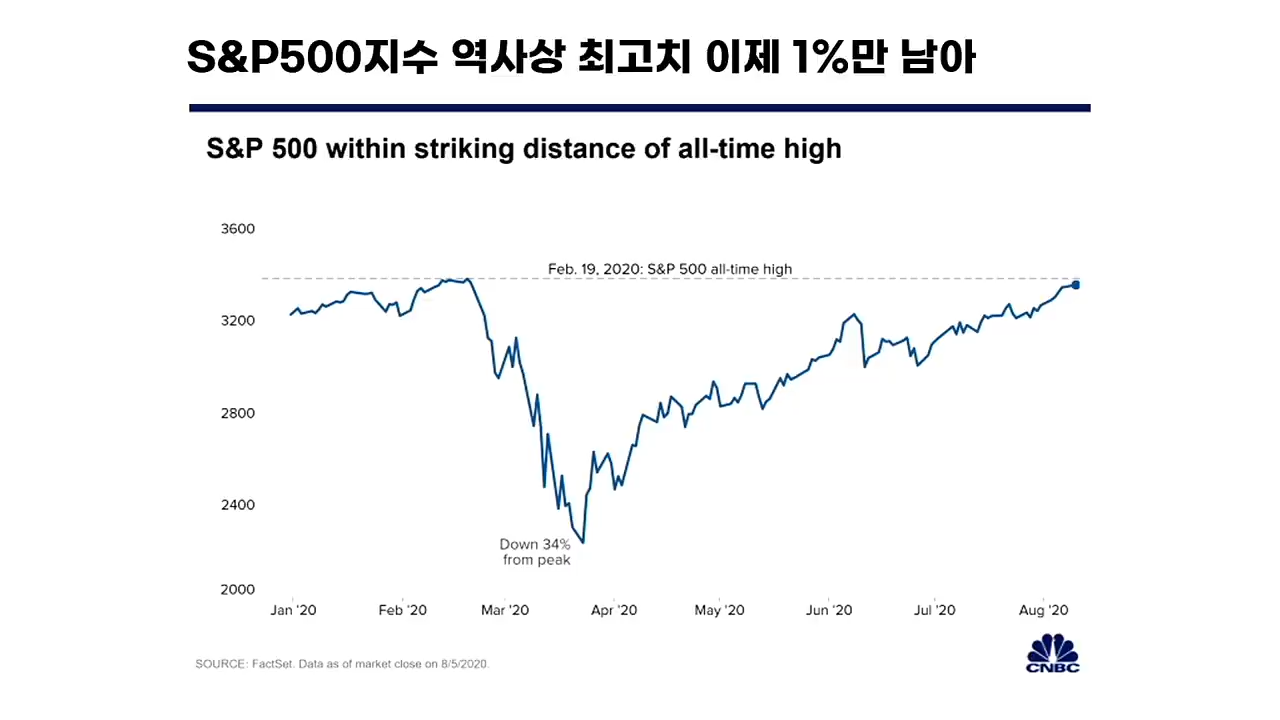 S&P500지수 역사상 최고치 이제 1%만 남아
S&P 500 within striking distance of all-time high
3600
Feb. 19, 2020: S&P 500 all-time high
3200
2800
2400
Down 34%
from peak
2000
Jan '20 Feb '20 Mar '20 Apr '20 May '20 Jun '20 Jul '20 Aug '20
SOURCE: FactSet. Data as of market close on 8/5/2020.
CNBC